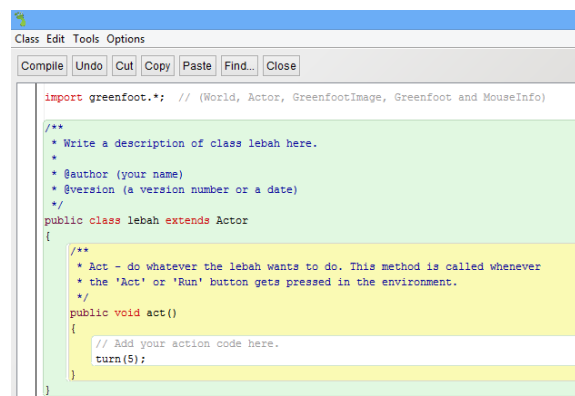 Class Edit Tools Options
Compile Undo Cut Copy Paste Find... Close
import greenfoot.*;  // (World, Actor, GreenfootImage, Greenfoot and MouseInfo)
/**
 * Write a description of class lebah here.
 *
 * @author (your name)
 * @version (a version number or a date)
 */
public class lebah extends Actor
{
    /**
     * Act - do whatever the lebah wants to do. This method is called whenever
     * the 'Act' or 'Run' button gets pressed in the environment.
     */
    public void act()
    {
        // Add your action code here.
        turn(5);
    }
}